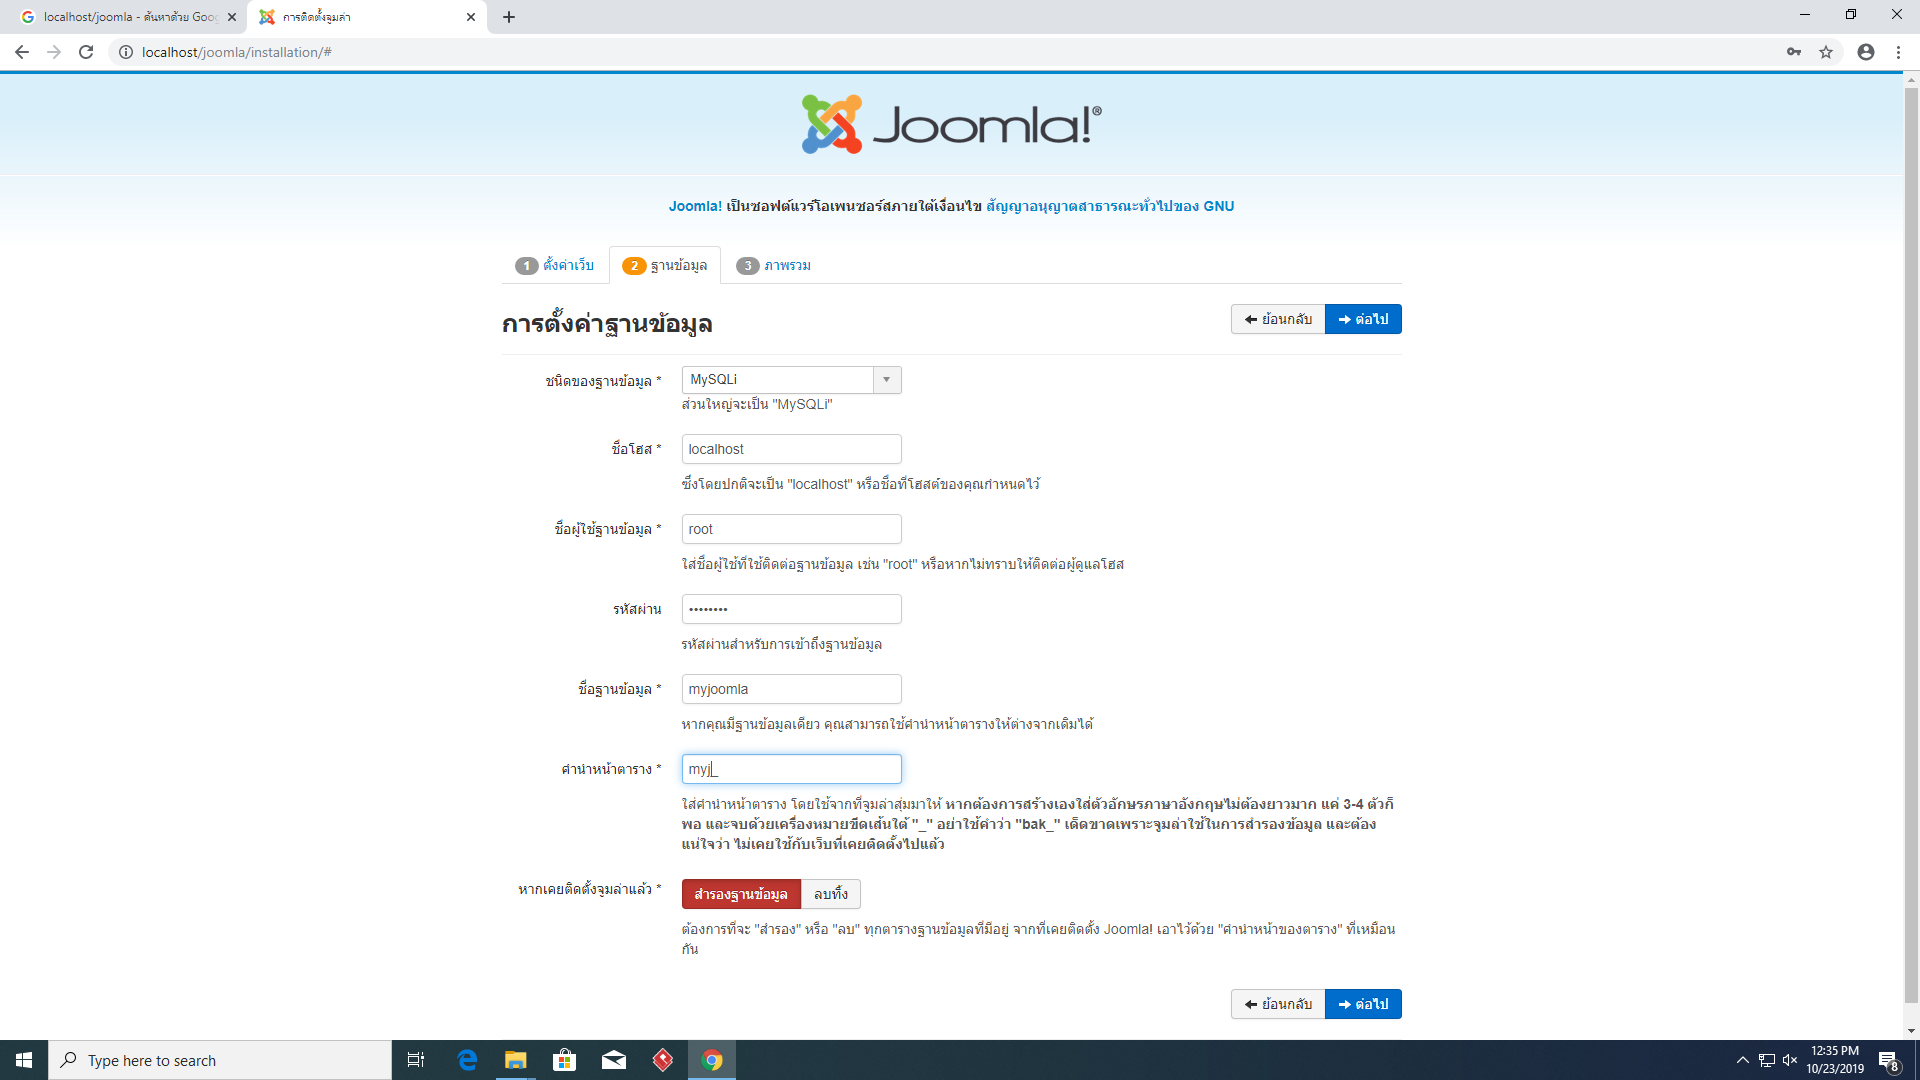 localhost/joomla - ค้นหาด้วย Goog
การติดตั้งจูมล่า
localhost/joomla/installation/#
Joomla!®
Joomla! เป็นซอฟต์แวร์โอเพนซอร์สภายใต้เงื่อนไข สัญญาอนุญาตสาธารณะทั่วไปของ GNU
1 ตั้งค่าเว็บ 2 ฐานข้อมูล 3 ภาพรวม
การตั้งค่าฐานข้อมูล
ย้อนกลับ ต่อไป
ชนิดของฐานข้อมูล * MySQLi
ส่วนใหญ่จะเป็น "MySQLi"
ชื่อโฮส * localhost
ซึ่งโดยปกติจะเป็น "localhost" หรือชื่อที่โฮสต์ของคุณกำหนดไว้
ชื่อผู้ใช้ฐานข้อมูล * root
ใส่ชื่อผู้ใช้ที่ใช้ติดต่อฐานข้อมูล เช่น "root" หรือหากไม่ทราบให้ติดต่อผู้ดูแลโฮส
รหัสผ่าน ••••••••
รหัสผ่านสำหรับการเข้าถึงฐานข้อมูล
ชื่อฐานข้อมูล * myjoomla
หากคุณมีฐานข้อมูลเดียว คุณสามารถใช้คำนำหน้าตารางให้ต่างจากเดิมได้
คำนำหน้าตาราง * myj_
ใส่คำนำหน้าตาราง โดยใช้จากที่จูมล่าสุ่มมาให้ หากต้องการสร้างเองใส่ตัวอักษรภาษาอังกฤษไม่ต้องยาวมาก แค่ 3-4 ตัวก็
พอ และจบด้วยเครื่องหมายขีดเส้นใต้ "_" อย่าใช้คำว่า "bak_" เด็ดขาดเพราะจูมล่าใช้ในการสำรองข้อมูล และต้อง
แน่ใจว่า ไม่เคยใช้กับเว็บที่เคยติดตั้งไปแล้ว
หากเคยติดตั้งจูมล่าแล้ว * สำรองฐานข้อมูล ลบทิ้ง
ต้องการที่จะ "สำรอง" หรือ "ลบ" ทุกตารางฐานข้อมูลที่มีอยู่ จากที่เคยติดตั้ง Joomla! เอาไว้ด้วย "คำนำหน้าของตาราง" ที่เหมือน
กัน
ย้อนกลับ ต่อไป
Type here to search
12:35 PM
10/23/2019
8